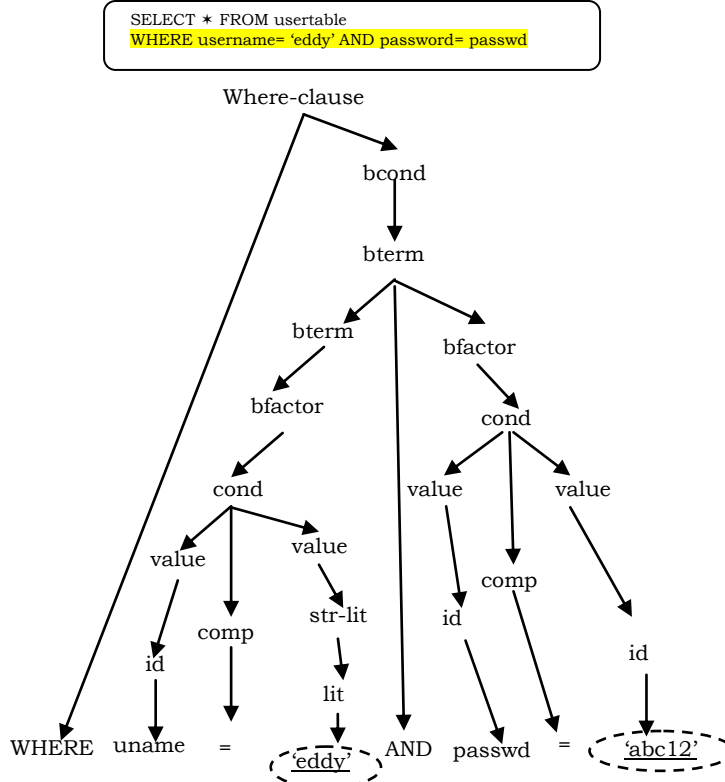 SELECT ✶ FROM usertable
WHERE username= ‘eddy’ AND password= passwd
Where-clause
bcond
bterm
bterm
bfactor
bfactor
cond
cond
value
value
value
value
comp
str-lit
id
comp
id
id
lit
WHERE uname = ‘eddy’ AND passwd = ‘abc12’